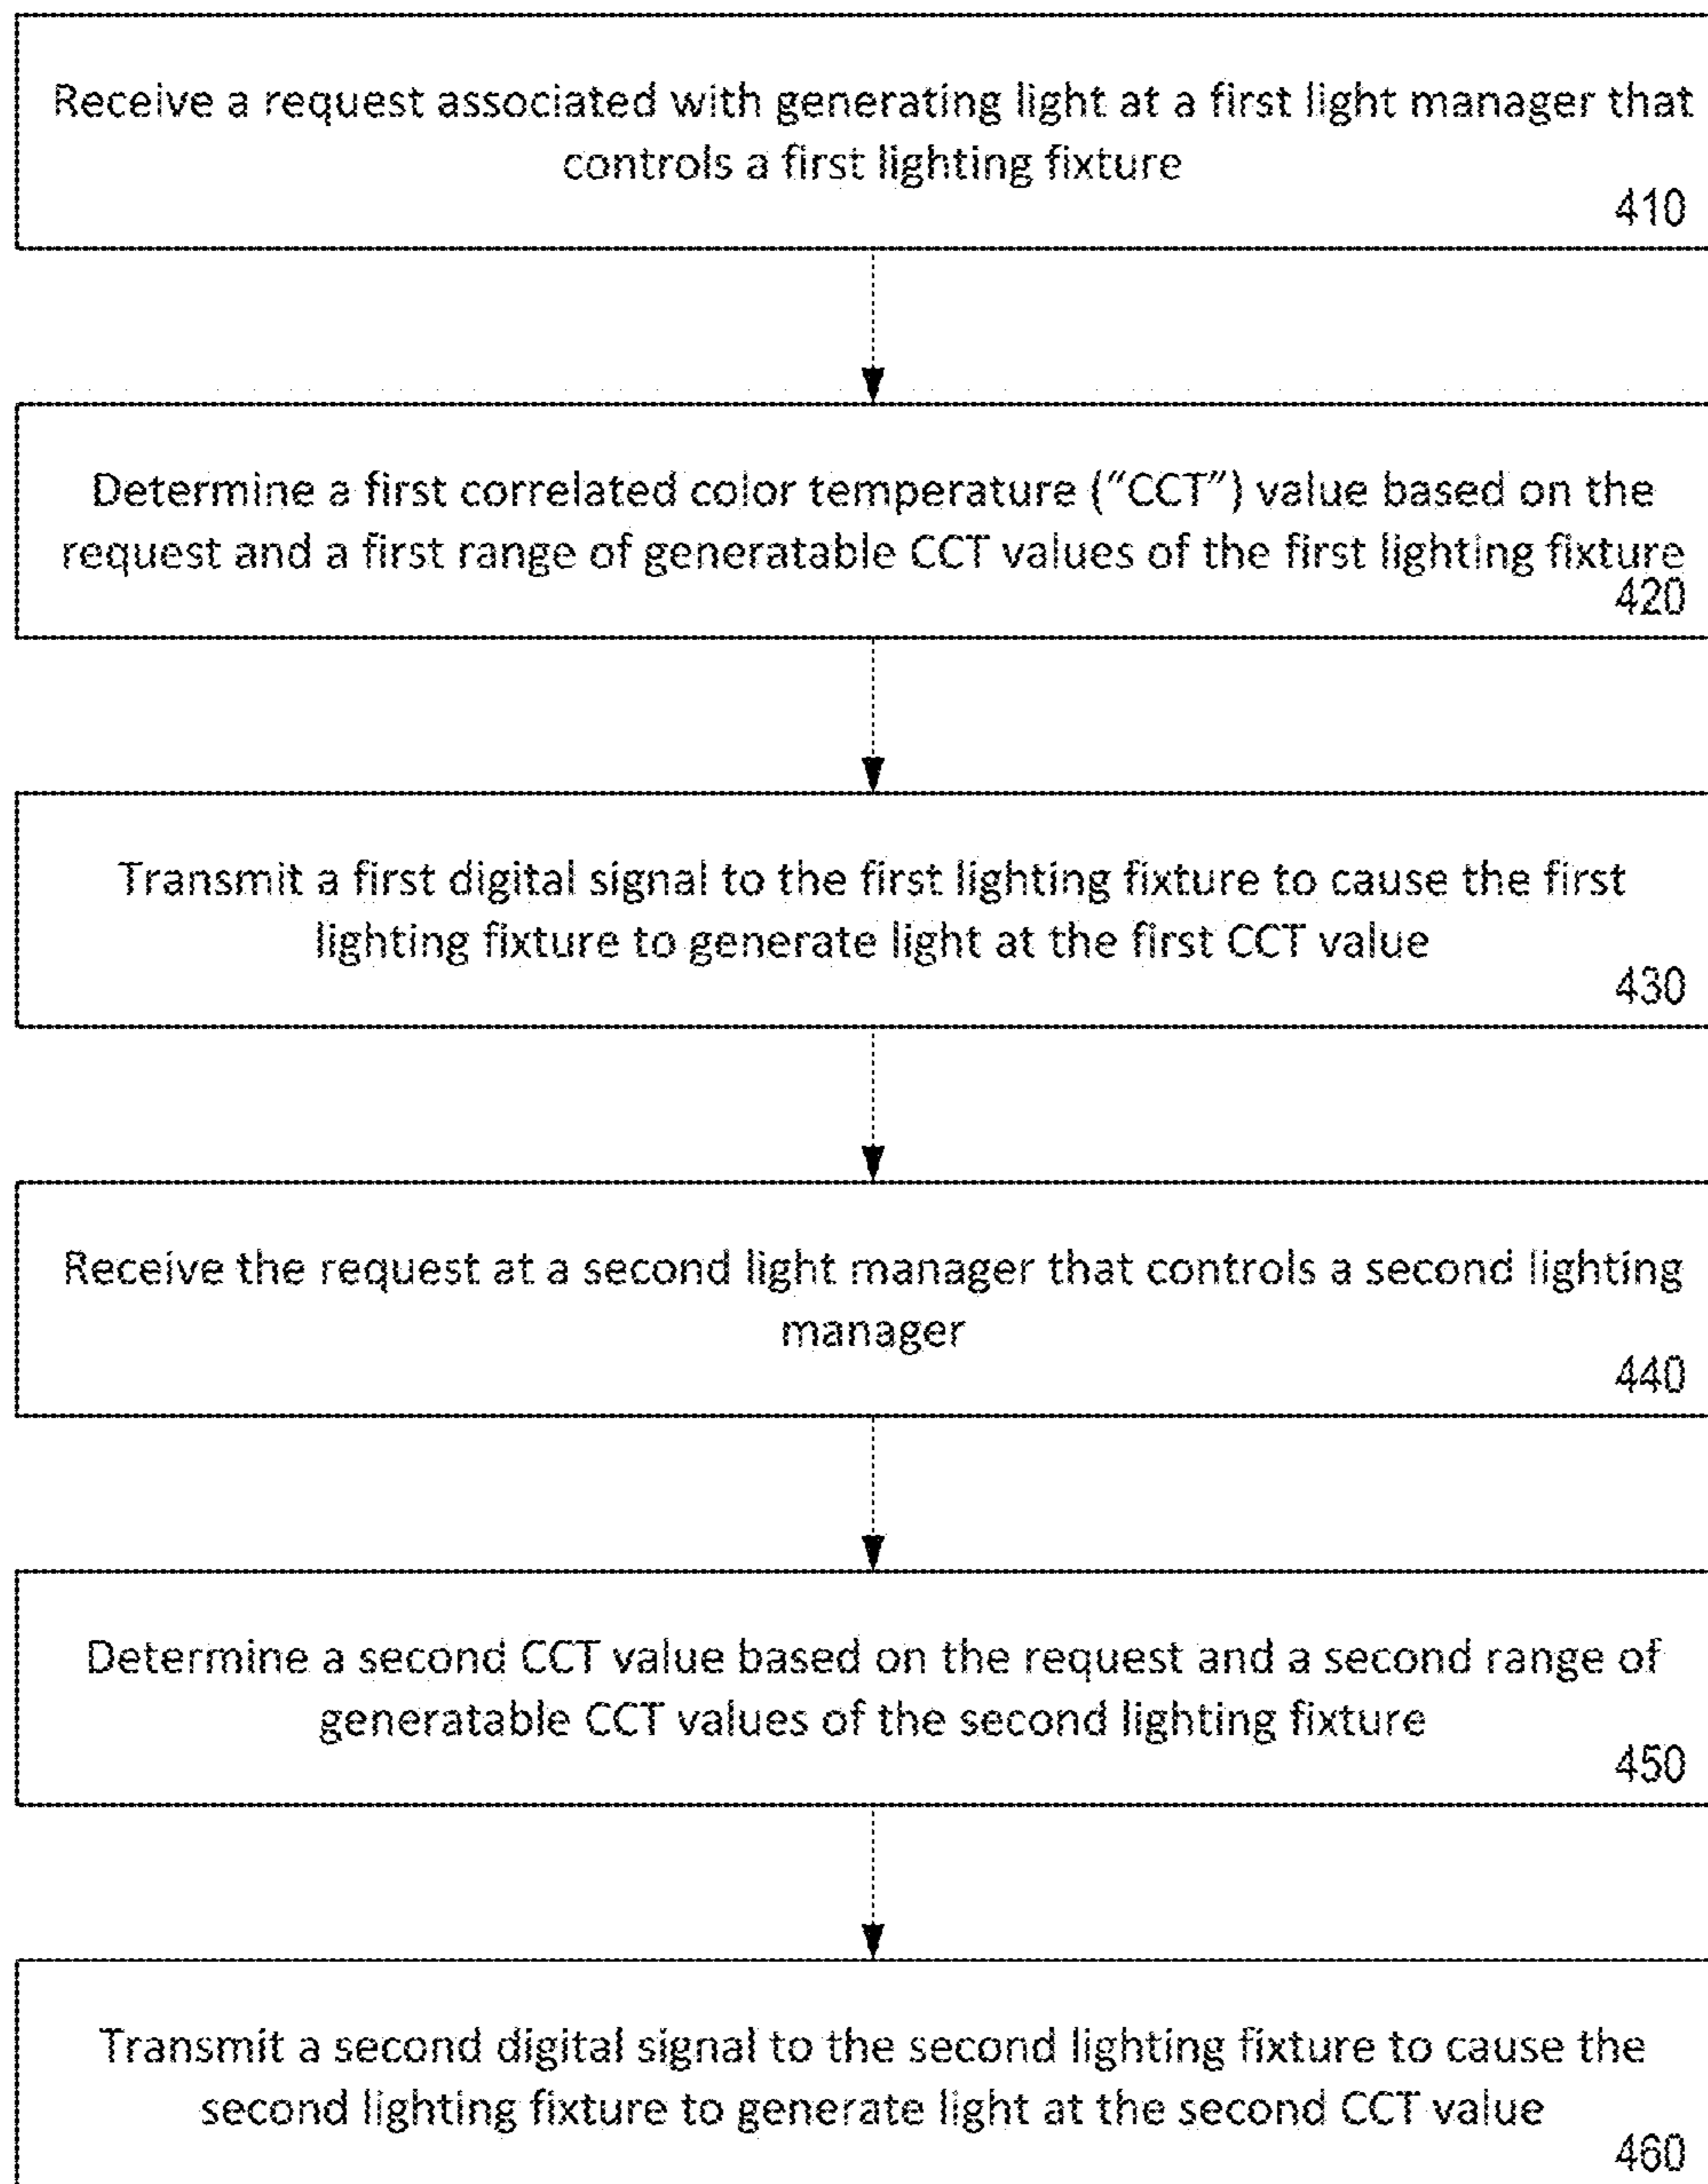 Receive a request associated with generating light at a first light manager that
controls a first lighting fixture
410
Determine a first correlated color temperature (“CCT”) value based on the
request and a first range of generatable CCT values of the first lighting fixture
420
Transmit a first digital signal to the first lighting fixture to cause the first
lighting fixture to generate light at the first CCT value
430
Receive the request at a second light manager that controls a second lighting
manager
440
Determine a second CCT value based on the request and a second range of
generatable CCT values of the second lighting fixture
450
Transmit a second digital signal to the second lighting fixture to cause the
second lighting fixture to generate light at the second CCT value
460